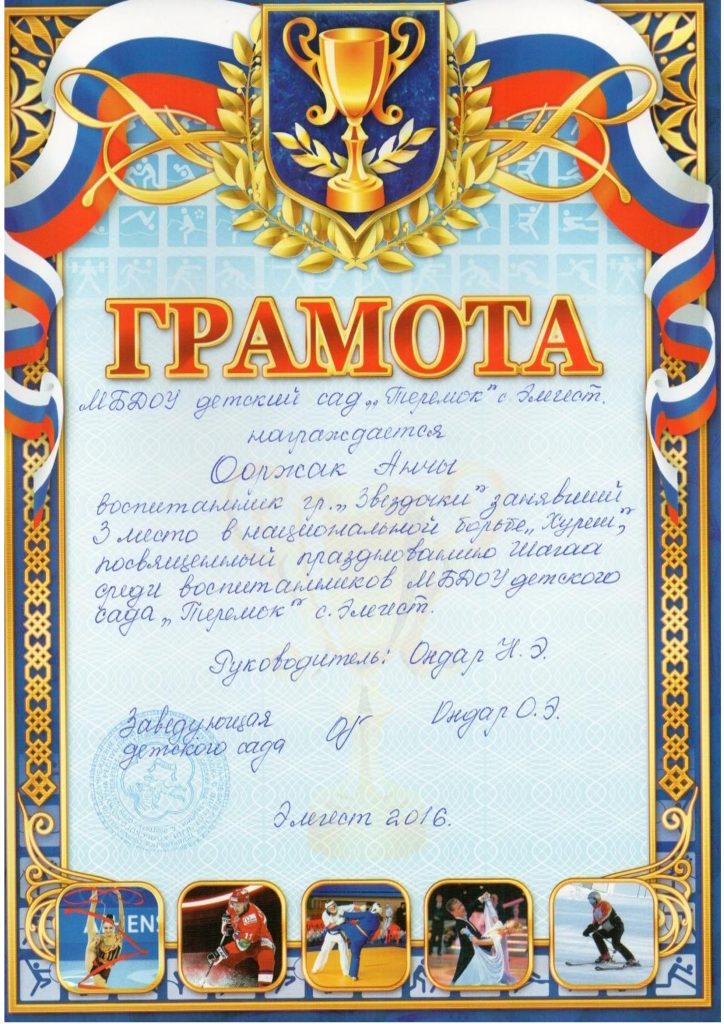 ГРАМОТА
МБДОУ детский сад „Теремок" с. Элегест.
награждается
Ооржак Анчы
воспитанник гр. „Звездочки" занявший
3 место в национальной борьбе „Хуреш",
посвященный празднованию Шагаа
среди воспитанников МБДОУ детского
сада „Теремок" с. Элегест.
Руководитель: Ондар Н. Э.
Заведующая
детского сада
Ондар О. Э.
Элегест 2016.